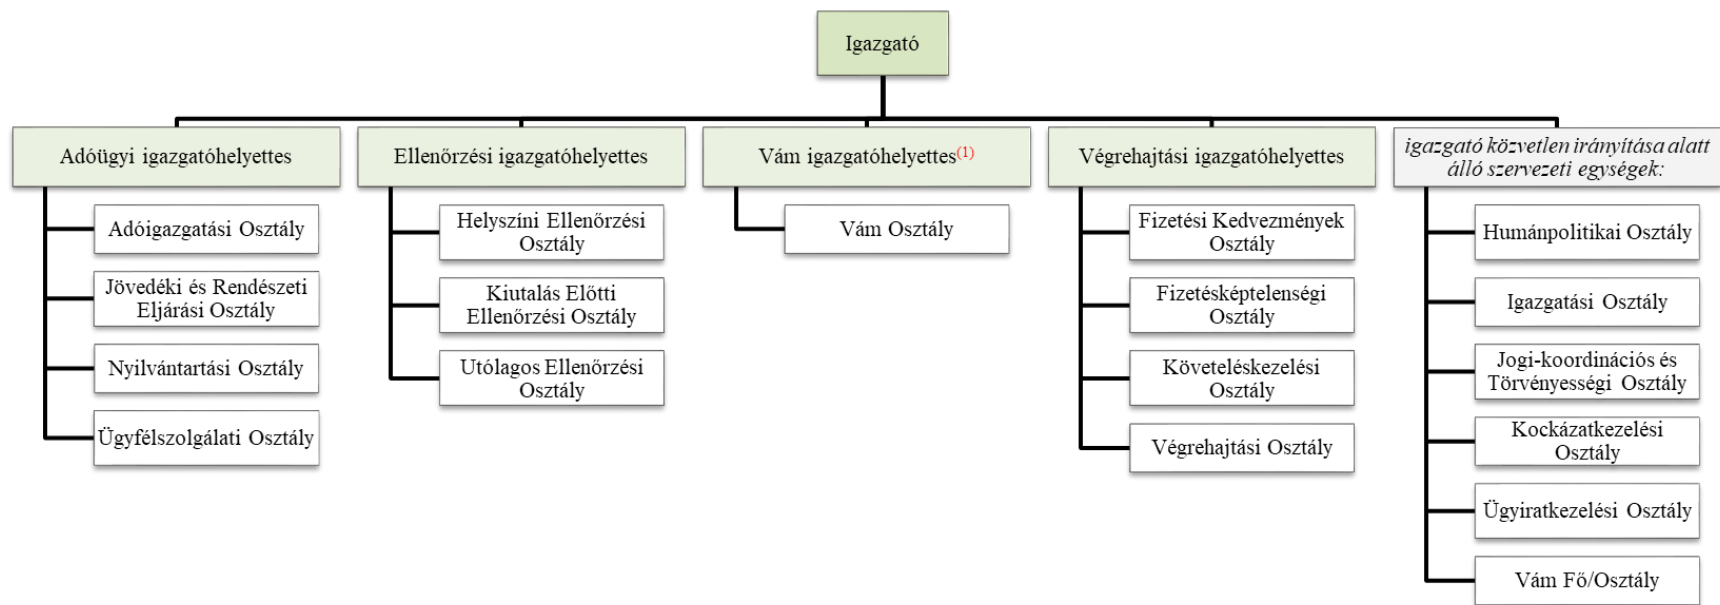 Igazgató
Adóügyi igazgatóhelyettes
Adóigazgatási Osztály
Jövedéki és Rendészeti
Eljárási Osztály
Nyilvántartási Osztály
Ügyfélszolgálati Osztály
Ellenőrzési igazgatóhelyettes
Helyszíni Ellenőrzési
Osztály
Kiutalás Előtti
Ellenőrzési Osztály
Utólagos Ellenőrzési
Osztály
Vám igazgatóhelyettes(1)
Vám Osztály
Végrehajtási igazgatóhelyettes
Fizetési Kedvezmények
Osztály
Fizetésképtelenségi
Osztály
Követeléskezelési
Osztály
Végrehajtási Osztály
igazgató közvetlen irányítása alatt
álló szervezeti egységek:
Humánpolitikai Osztály
Igazgatási Osztály
Jogi-koordinációs és
Törvényességi Osztály
Kockázatkezelési
Osztály
Ügyiratkezelési Osztály
Vám Fő/Osztály